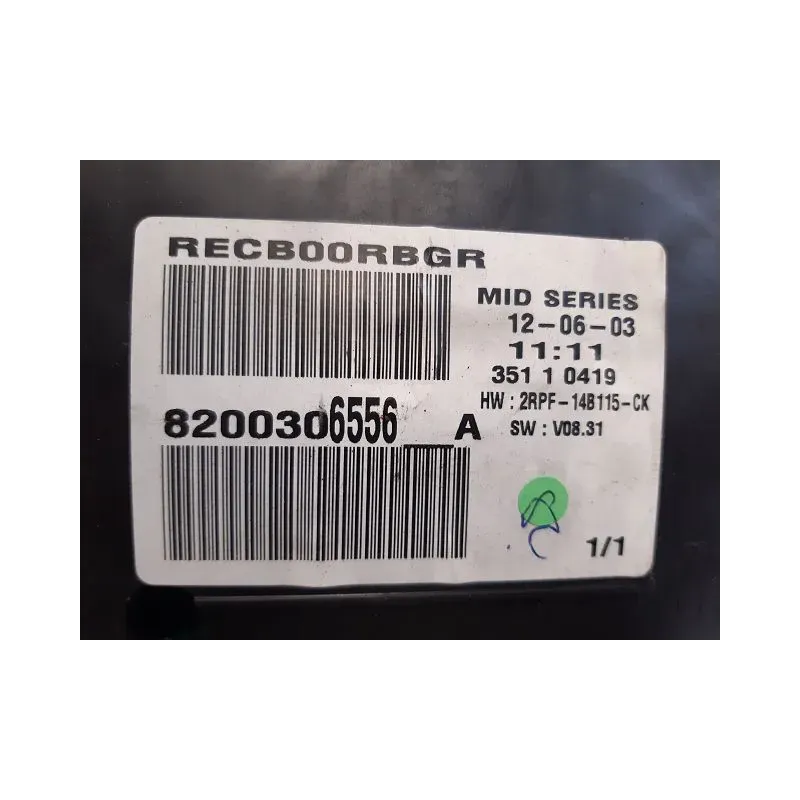 RECB00RBGR
MID SERIES
12-06-03
11:11
351 1 0419
HW : 2RPF-14B115-CK
SW : V08.31
8200306556__A
1/1